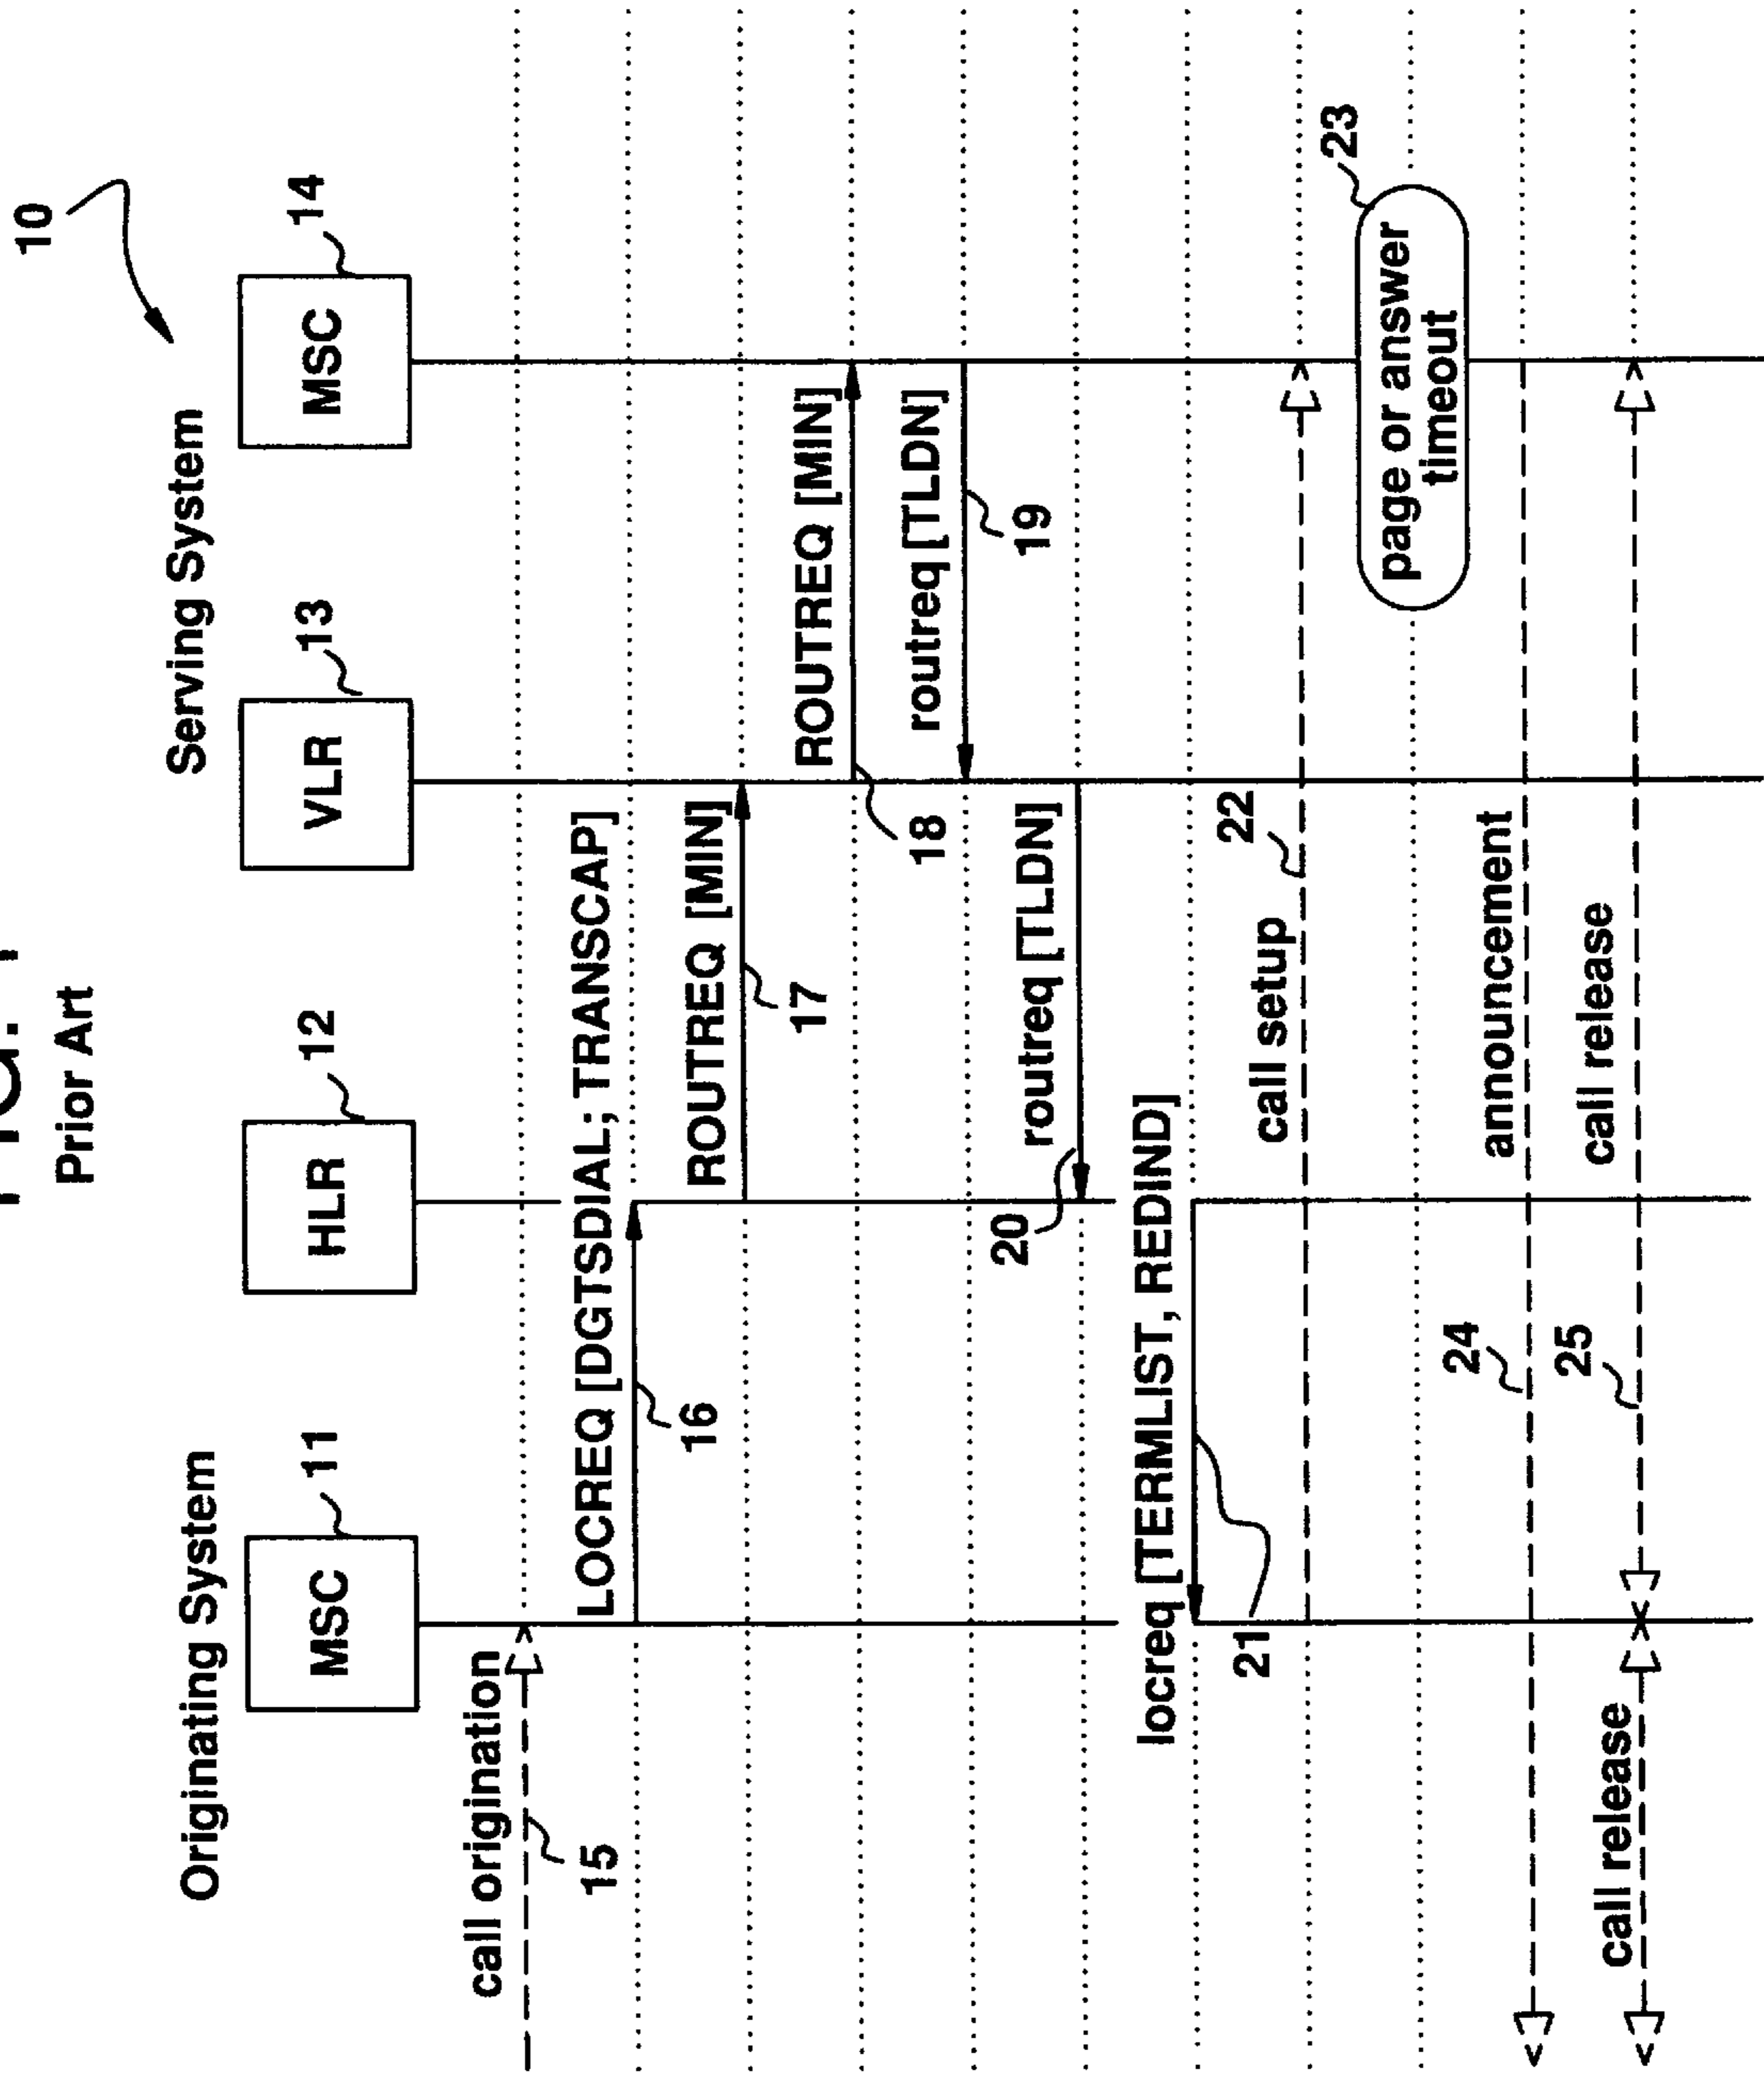 FIG. 1
Prior Art
10
Originating System
Serving System
11
12
13
14
MSC
HLR
VLR
MSC
call origination
15
LOCREQ [DGTSDIAL; TRANSCAP]
16
ROUTREQ [MIN]
17
ROUTREQ [MIN]
18
routreq [TLDN]
19
routreq [TLDN]
20
locreq [TERMLIST, REDIND]
21
call setup
22
page or answer
timeout
23
announcement
24
call release
25
call release